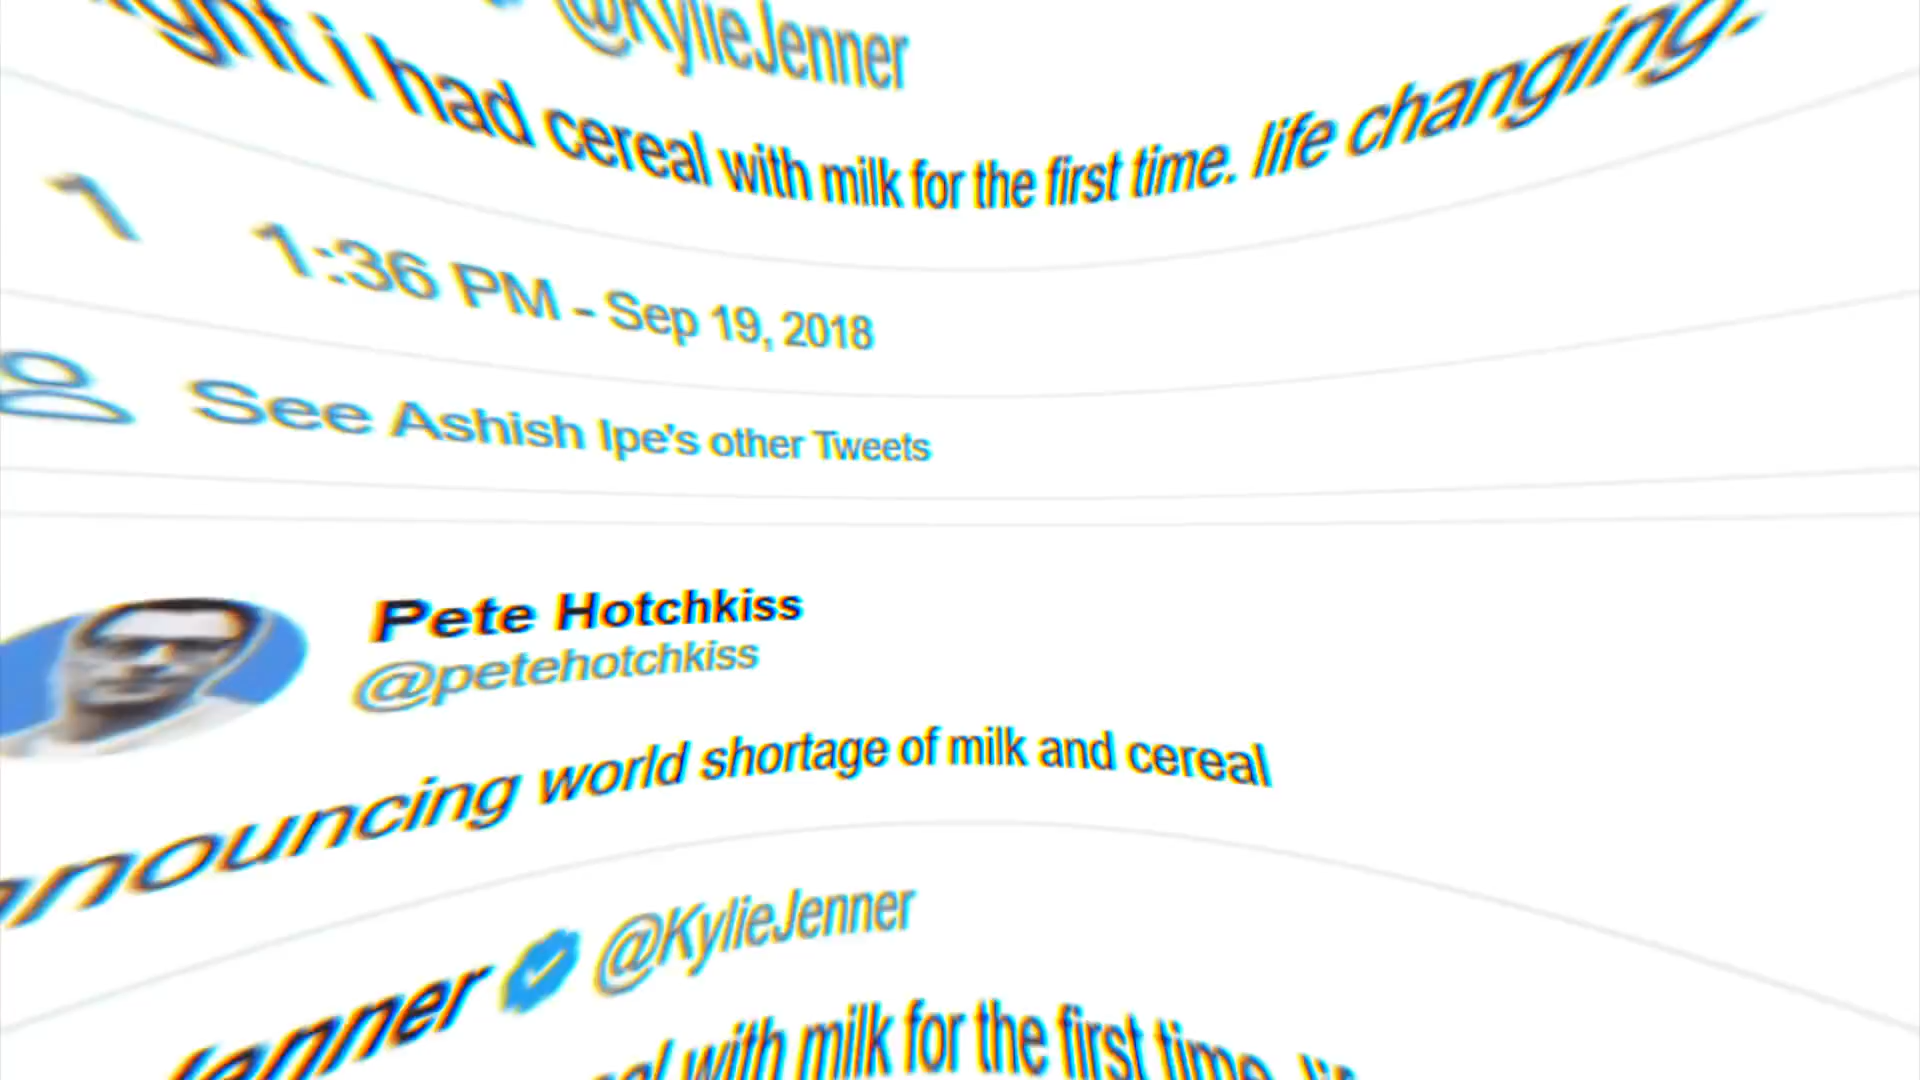 @KylieJenner
i had cereal with milk for the first time. life changing.
1 1:36 PM - Sep 19, 2018
See Ashish Ipe's other Tweets
Pete Hotchkiss
@petehotchkiss
world shortage of milk and cereal
Jenner @KylieJenner
with milk for the first time.